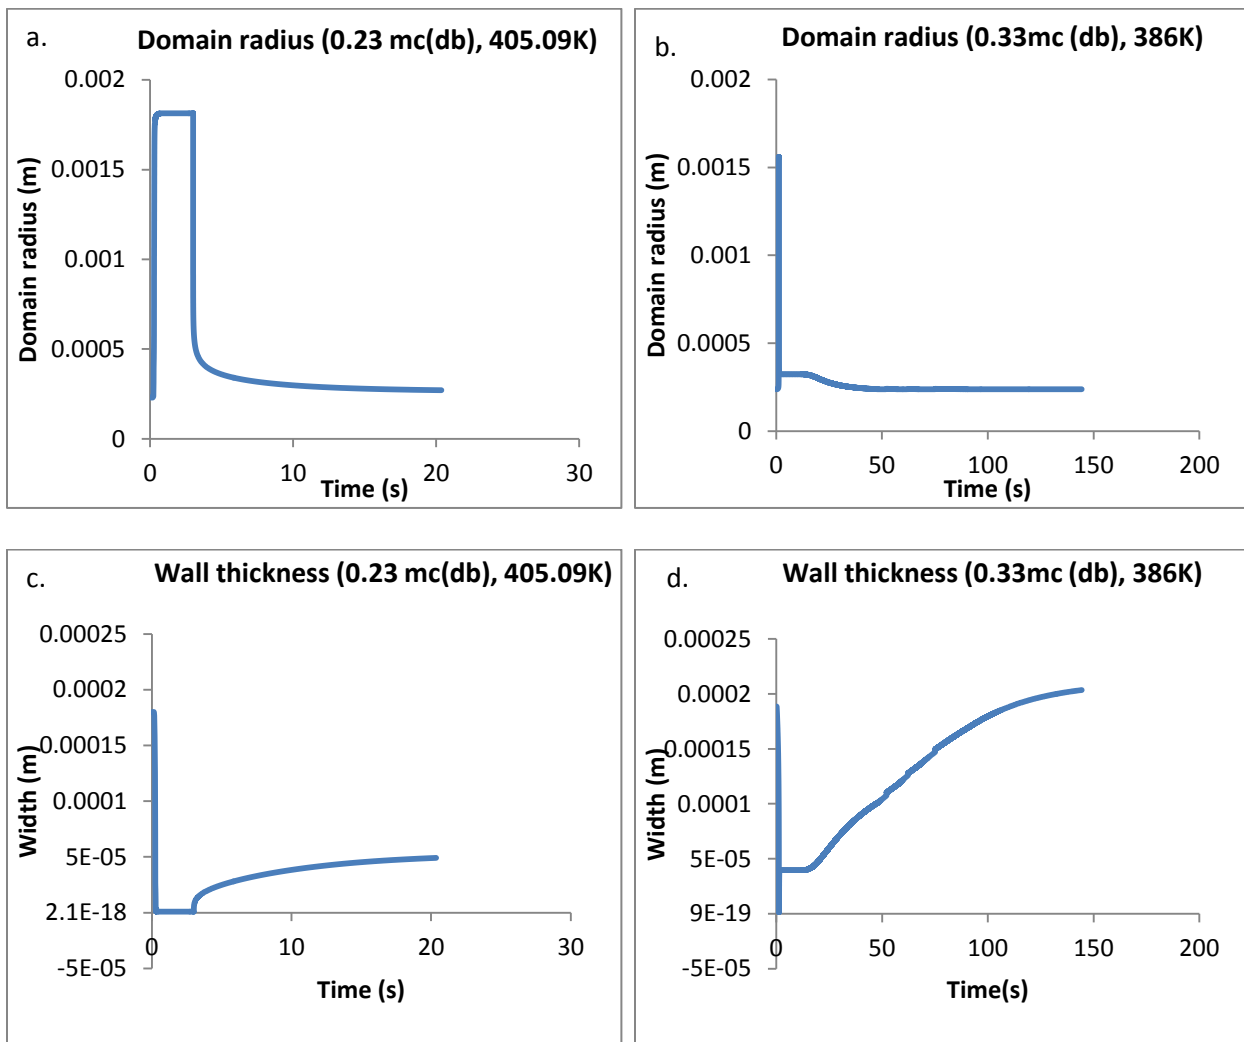 a.
Domain radius (0.23 mc(db), 405.09K)
Domain radius (m)
0.002
0.0015
0.001
0.0005
0
0
10
20
30
Time (s)
b.
Domain radius (0.33mc (db), 386K)
Domain radius (m)
0.002
0.0015
0.001
0.0005
0
0
50
100
150
200
Time (s)
c.
Wall thickness (0.23 mc(db), 405.09K)
Width (m)
0.00025
0.0002
0.00015
0.0001
5E-05
2.1E-18
-5E-05
0
10
20
30
Time (s)
d.
Wall thickness (0.33mc (db), 386K)
Width (m)
0.00025
0.0002
0.00015
0.0001
5E-05
9E-19
-5E-05
0
50
100
150
200
Time(s)